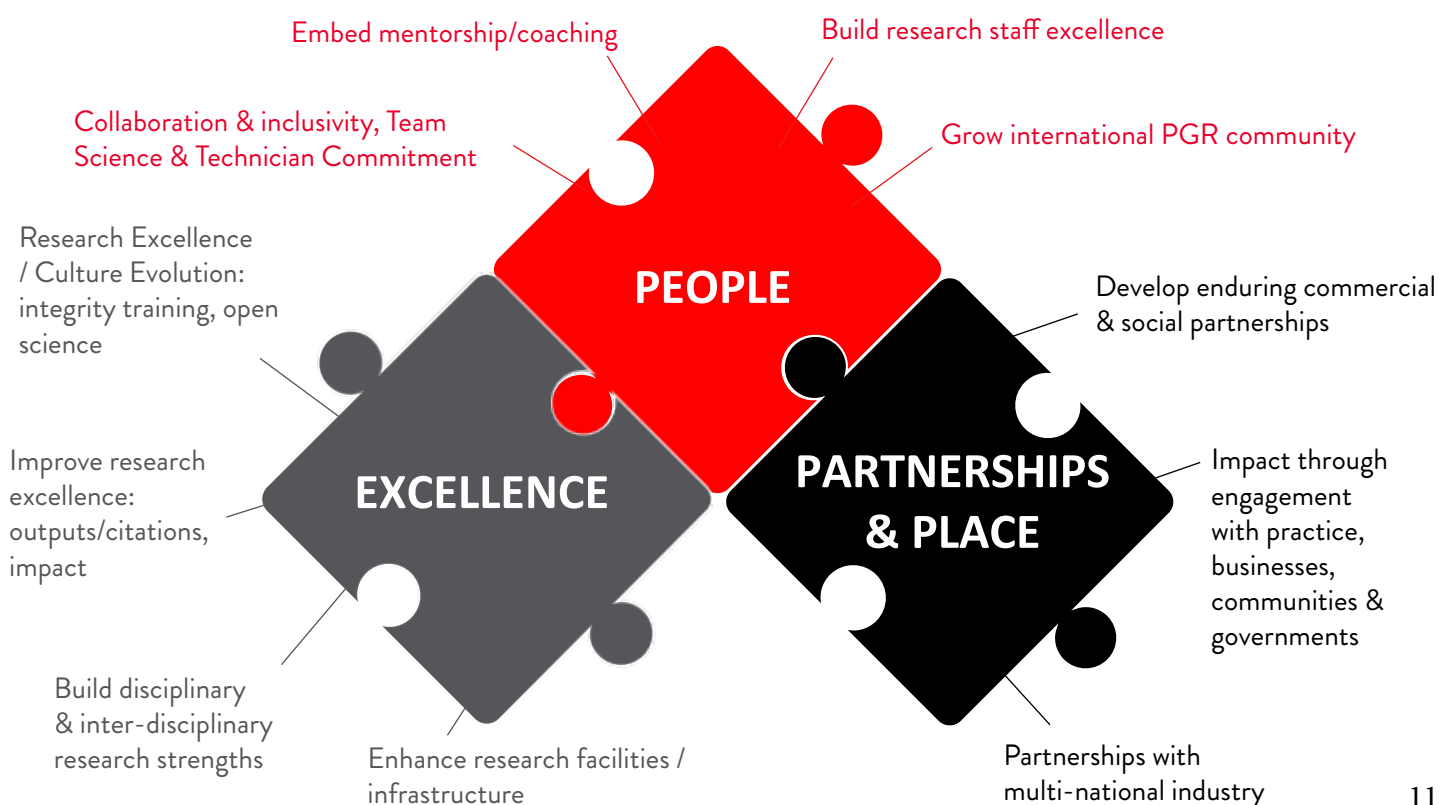 Embed mentorship/coaching
Build research staff excellence
Collaboration & inclusivity, Team
Science & Technician Commitment
Grow international PGR community
Research Excellence
/ Culture Evolution:
integrity training, open
science
PEOPLE
Develop enduring commercial
& social partnerships
Improve research
excellence:
outputs/citations,
impact
EXCELLENCE
PARTNERSHIPS
& PLACE
Impact through
engagement
with practice,
businesses,
communities &
governments
Build disciplinary
& inter-disciplinary
research strengths
Enhance research facilities /
infrastructure
Partnerships with
multi-national industry
11